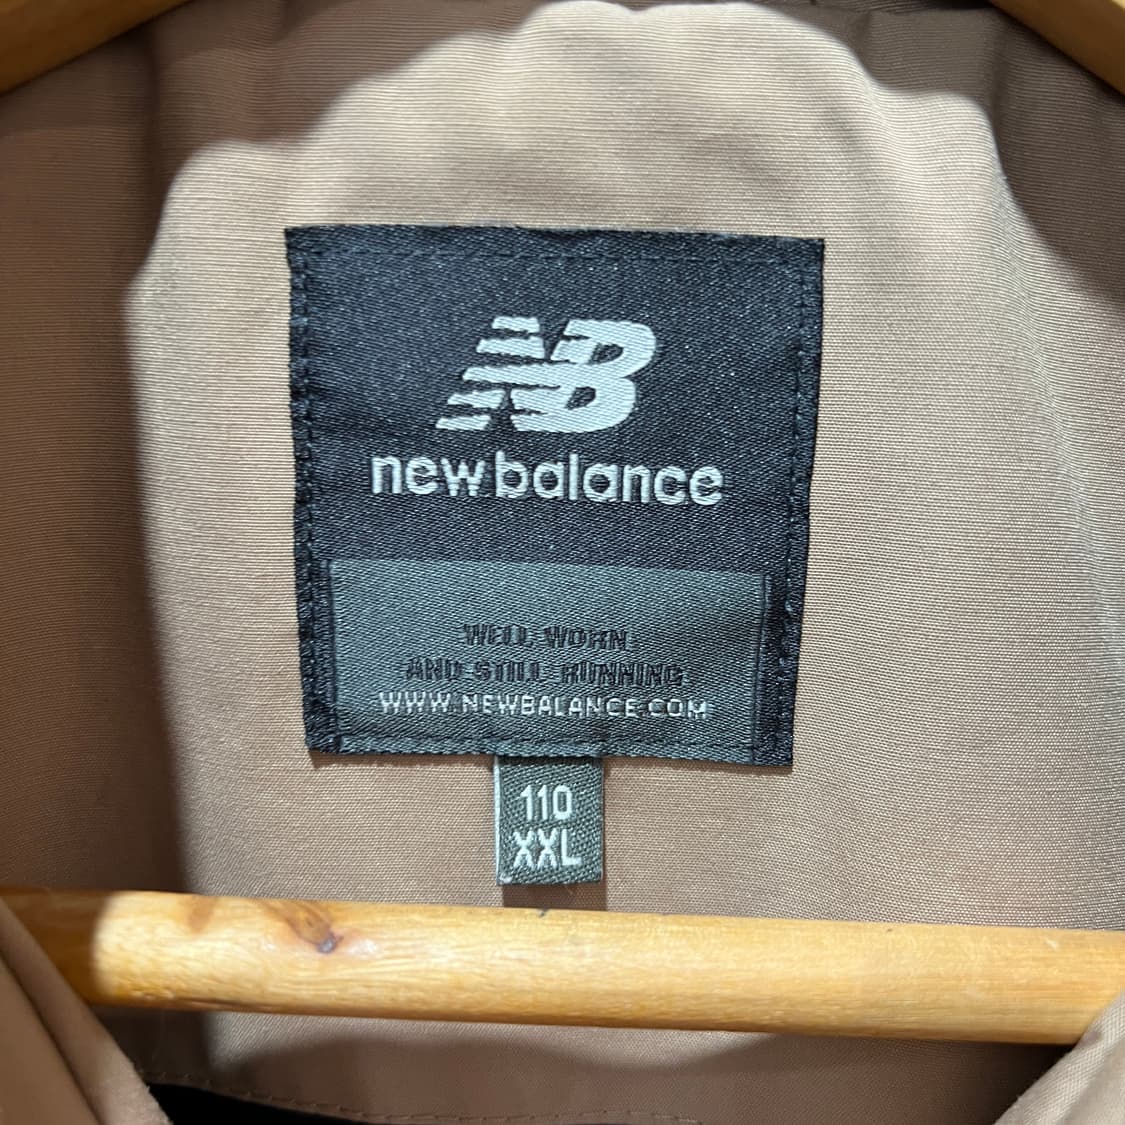 NB
new balance
WELL WORN
AND STILL RUNNING
WWW.NEWBALANCE.COM
110
XXL